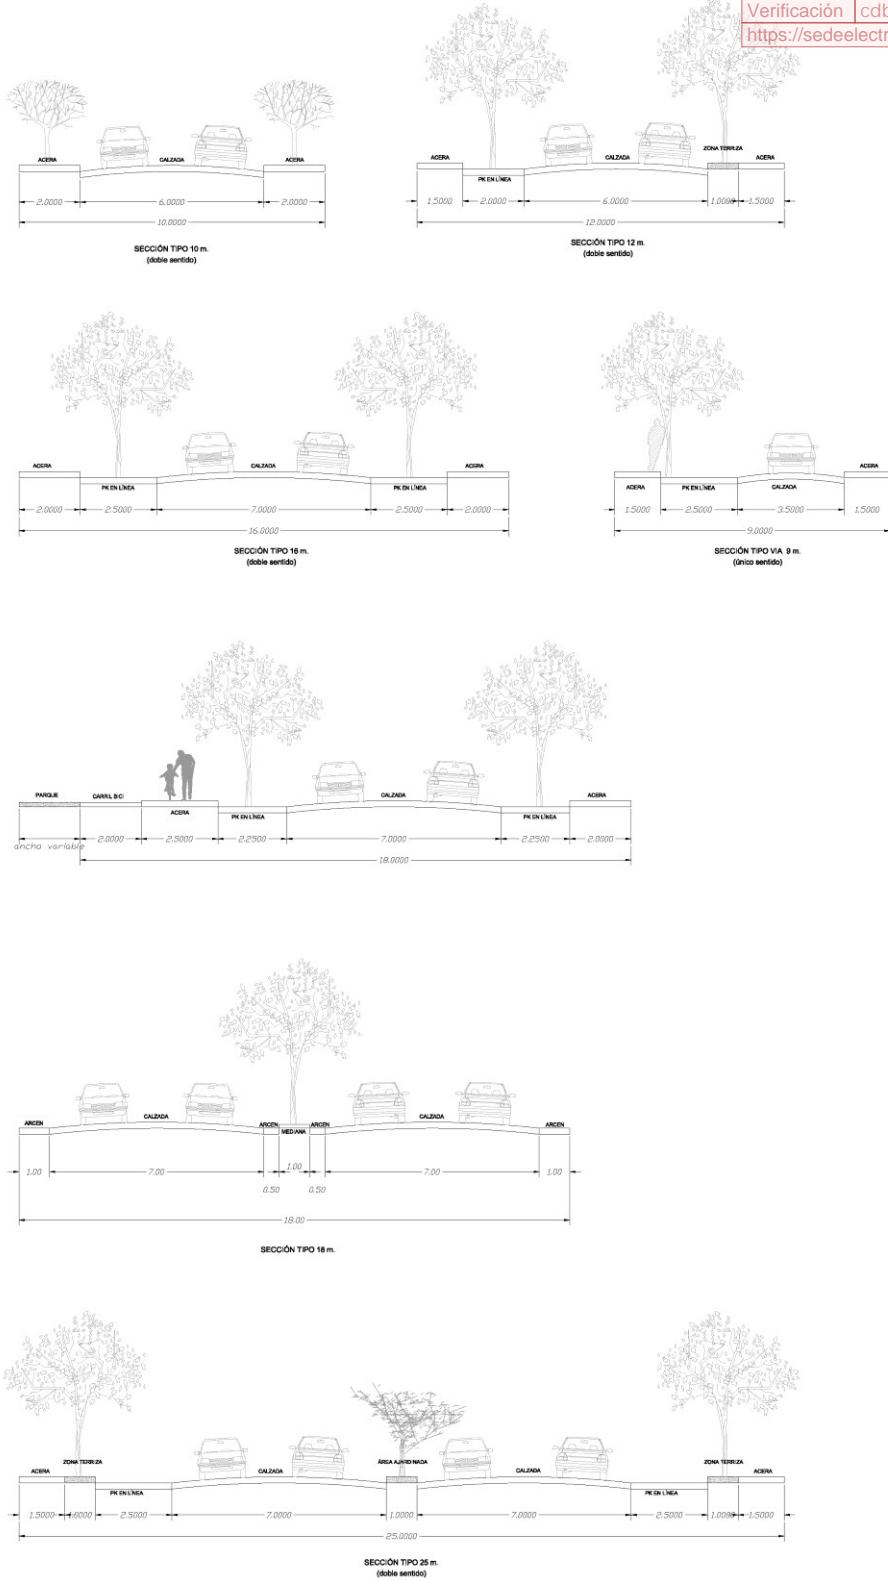 Verificación cdb
https://sedeelectr
ACERA CALZADA ACERA
2.0000 6.0000 2.0000
10.0000
SECCIÓN TIPO 10 m.
(doble sentido)
ACERA PK EN LÍNEA CALZADA ZONA TERRIZA ACERA
1.5000 2.0000 6.0000 1.0000 1.5000
12.0000
SECCIÓN TIPO 12 m.
(doble sentido)
ACERA PK EN LÍNEA CALZADA PK EN LÍNEA ACERA
2.0000 2.5000 7.0000 2.5000 2.0000
16.0000
SECCIÓN TIPO 16 m.
(doble sentido)
ACERA PK EN LÍNEA CALZADA ACERA
1.5000 2.5000 3.5000 1.5000
9.0000
SECCIÓN TIPO VIA 9 m.
(único sentido)
PARQUE CARRIL BICI ACERA PK EN LÍNEA CALZADA PK EN LÍNEA ACERA
ancho variable 2.0000 2.5000 2.2500 7.0000 2.2500 2.0000
18.0000
ARCEN CALZADA ARCEN MEDIANA ARCEN CALZADA ARCEN
1.00 7.00 0.50 1.00 0.50 7.00 1.00
18.00
SECCIÓN TIPO 18 m.
ACERA ZONA TERRIZA PK EN LÍNEA CALZADA ÁREA AJARDINADA CALZADA PK EN LÍNEA ZONA TERRIZA ACERA
1.5000 1.0000 2.5000 7.0000 1.0000 7.0000 2.5000 1.0000 1.5000
25.0000
SECCIÓN TIPO 25 m.
(doble sentido)